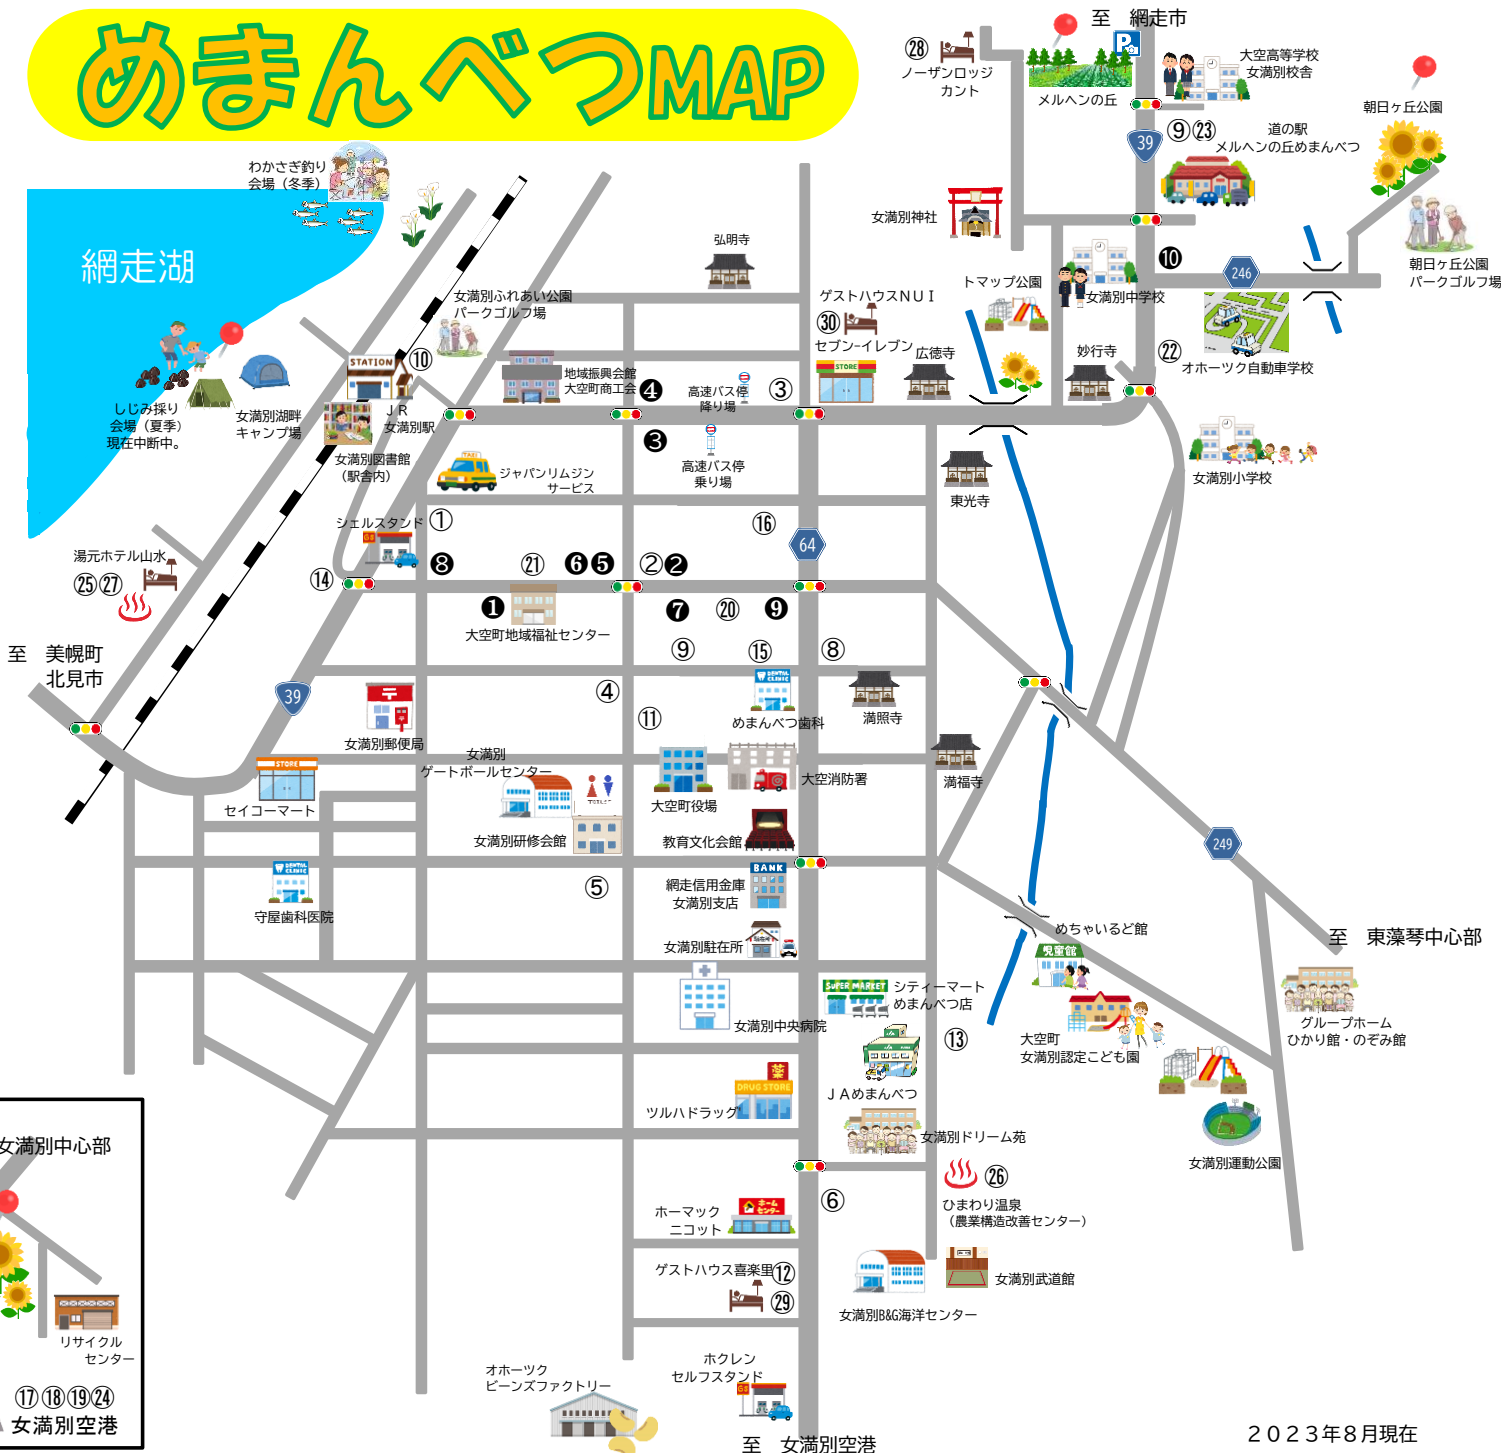 めまんべつMAP
至　網走市
㉘
ノーザンロッジ
カント
メルヘンの丘
大空高等学校
女満別校舎
朝日ヶ丘公園
39
⑨㉓
道の駅
メルヘンの丘めまんべつ
わかさぎ釣り
会場（冬季）
網走湖
女満別神社
弘明寺
朝日ヶ丘公園
パークゴルフ場
❿
246
女満別中学校
トマップ公園
ゲストハウスNUI
㉚
セブン-イレブン
STORE
広徳寺
妙行寺
㉒
オホーツク自動車学校
女満別ふれあい公園
パークゴルフ場
STATION
⑩
JR
女満別駅
地域振興会館
大空町商工会
❹
高速バス停
降り場
③
しじみ採り
会場（夏季）
現在中断中。
女満別湖畔
キャンプ場
女満別図書館
（駅舎内）
❸
高速バス停
乗り場
TAXI
ジャパンリムジン
サービス
東光寺
女満別小学校
シェルスタンド
①
⑯
64
❽
㉑
❻❺
②❷
湯元ホテル山水
㉕㉗
⑭
❶
大空町地域福祉センター
❼
⑳
❾
至　美幌町
北見市
39
⑨
⑮
⑧
④
DENTAL CLINIC
めまんべつ歯科
満照寺
女満別郵便局
⑪
女満別
ゲートボールセンター
TOILET
大空町役場
大空消防署
満福寺
STORE
セイコーマート
女満別研修会館
教育文化会館
249
DENTAL CLINIC
守屋歯科医院
⑤
BANK
網走信用金庫
女満別支店
女満別駐在所
めちゃいるど館
児童館
至　東藻琴中心部
女満別中央病院
SUPER MARKET
シティーマート
めまんべつ店
⑬
大空町
女満別認定こども園
グループホーム
ひかり館・のぞみ館
薬
DRUG STORE
ツルハドラッグ
JAめまんべつ
女満別ドリーム苑
女満別運動公園
女満別中心部
㉖
ひまわり温泉
（農業構造改善センター）
⑥
ホーマック
ニコット
ホーム
センター
ゲストハウス喜楽里
⑫
㉙
女満別B&G海洋センター
女満別武道館
リサイクル
センター
⑰⑱⑲㉔
女満別空港
オホーツク
ビーンズファクトリー
ホクレン
セルフスタンド
至　女満別空港
2023年8月現在